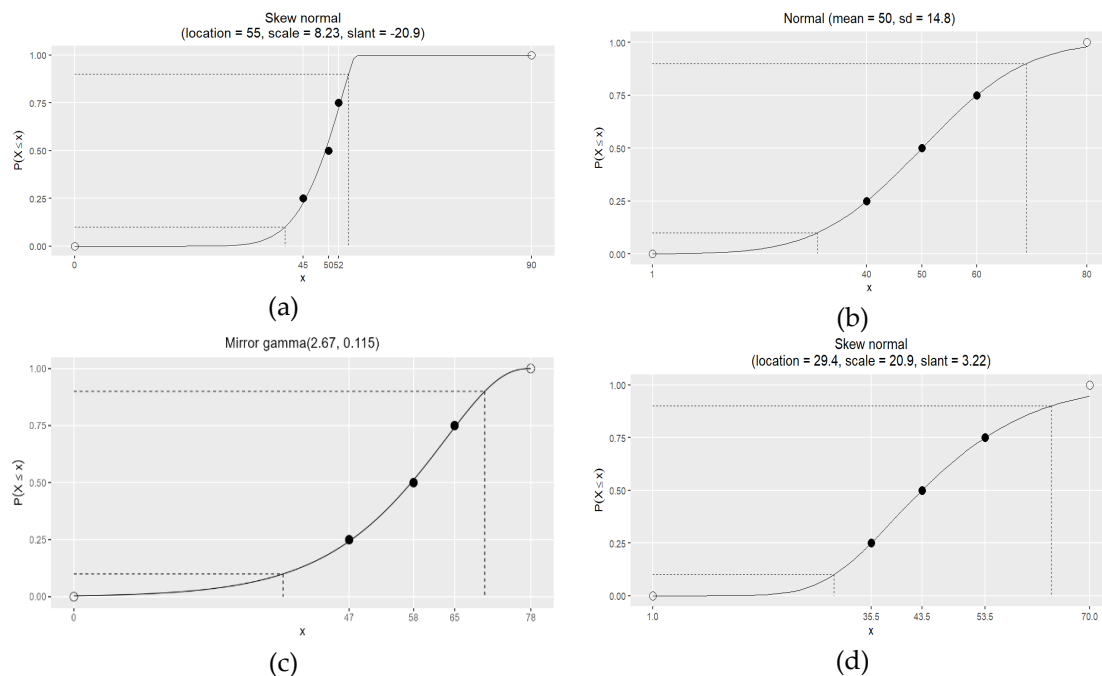 Skew normal
(location = 55, scale = 8.23, slant = -20.9)
1.00
0.75
0.50
0.25
0.00
P(X ≤ x)
0 45 50 52 90
x
(a)
Normal (mean = 50, sd = 14.8)
1.00
0.75
0.50
0.25
0.00
P(X ≤ x)
1 40 50 60 80
x
(b)
Mirror gamma(2.67, 0.115)
1.00
0.75
0.50
0.25
0.00
P(X ≤ x)
0 47 58 65 78
x
(c)
Skew normal
(location = 29.4, scale = 20.9, slant = 3.22)
1.00
0.75
0.50
0.25
0.00
P(X ≤ x)
1.0 35.5 43.5 53.5 70.0
x
(d)